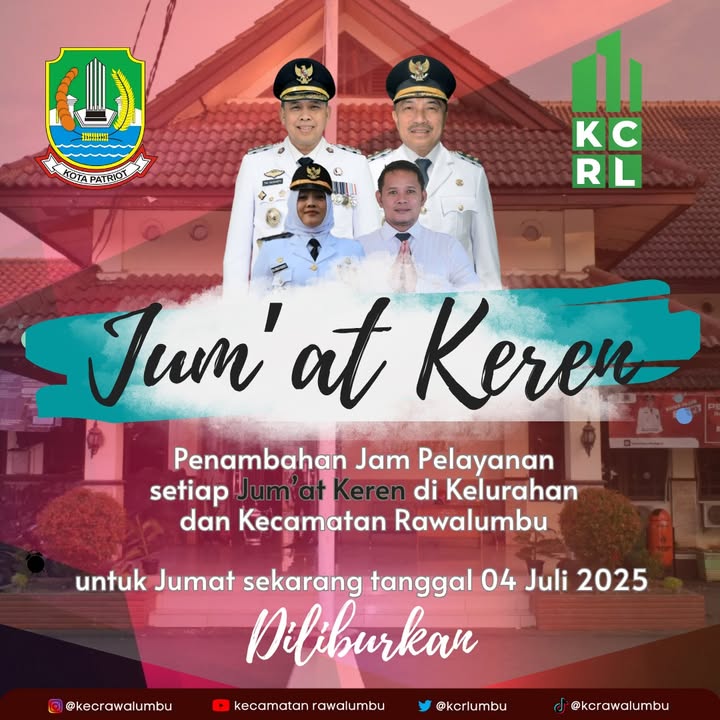 KOTA PATRIOT
KC
RL
Jum'at Keren
Penambahan Jam Pelayanan
setiap Jum'at Keren di Kelurahan
dan Kecamatan Rawalumbu
untuk Jumat sekarang tanggal 04 Juli 2025
Diliburkan
@kecrawalumbu kecamatan rawalumbu @kcrlumbu @kcrawalumbu